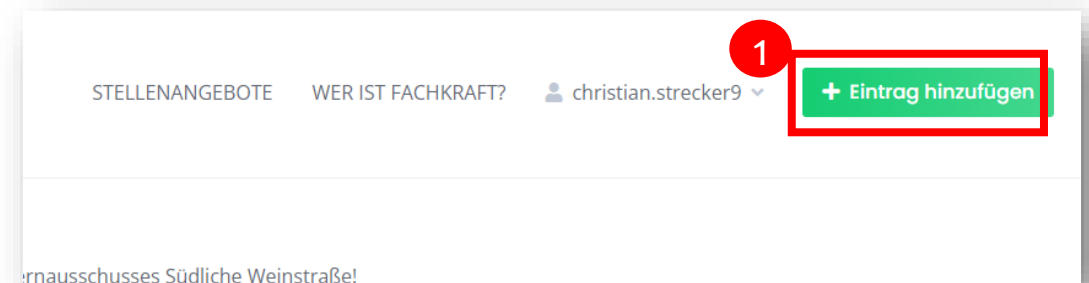 1
STELLENANGEBOTE WER IST FACHKRAFT? christian.strecker9 + Eintrag hinzufügen
ernausschusses Südliche Weinstraße!